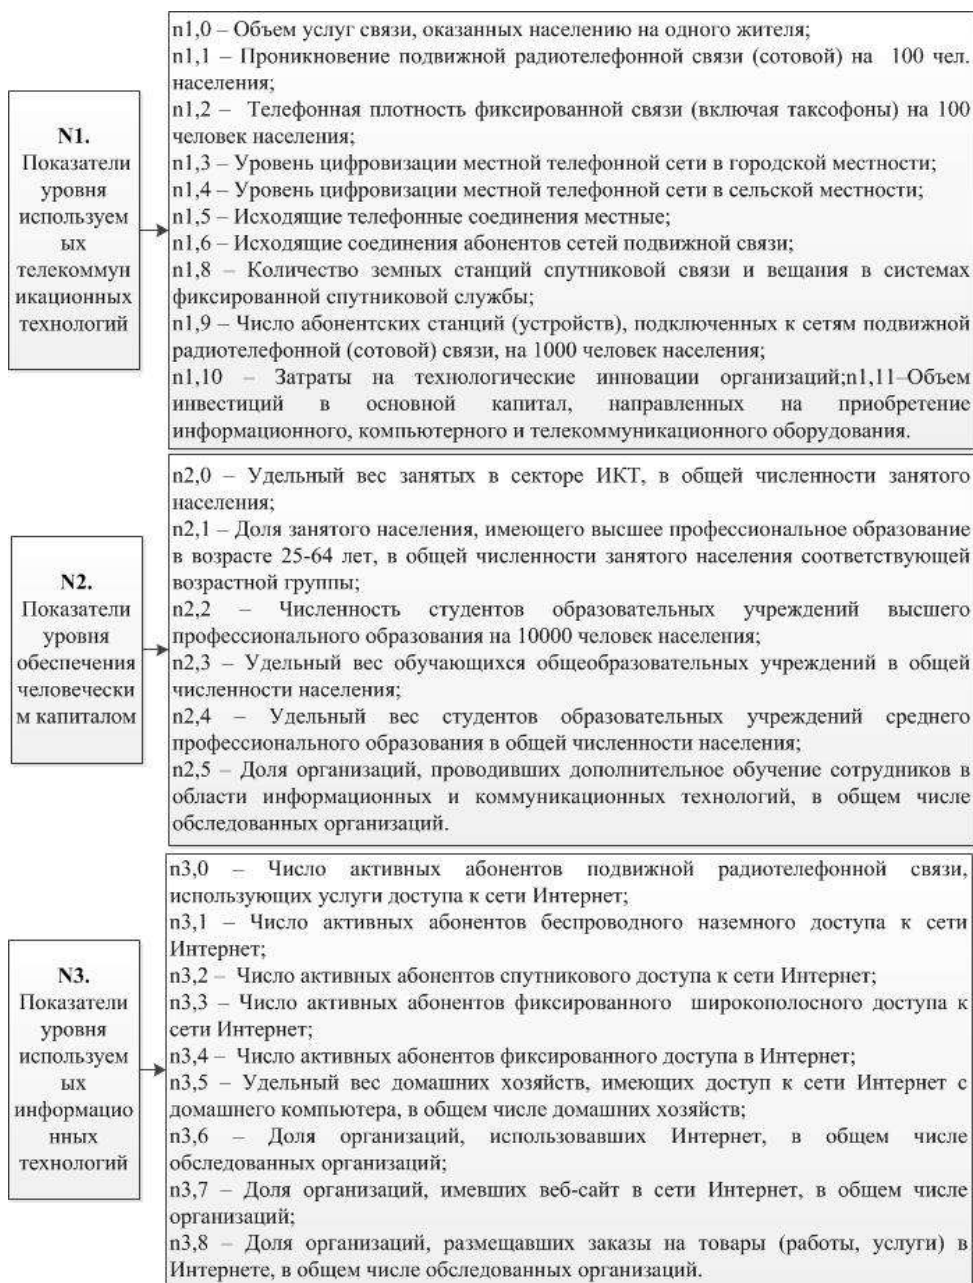 N1.
Показатели
уровня
используем
ых
телекоммун
икационных
технологий
n1,0 – Объем услуг связи, оказанных населению на одного жителя;
n1,1 – Проникновение подвижной радиотелефонной связи (сотовой) на 100 чел.
населения;
n1,2 – Телефонная плотность фиксированной связи (включая таксофоны) на 100
человек населения;
n1,3 – Уровень цифровизации местной телефонной сети в городской местности;
n1,4 – Уровень цифровизации местной телефонной сети в сельской местности;
n1,5 – Исходящие телефонные соединения местные;
n1,6 – Исходящие соединения абонентов сетей подвижной связи;
n1,8 – Количество земных станций спутниковой связи и вещания в системах
фиксированной спутниковой службы;
n1,9 – Число абонентских станций (устройств), подключенных к сетям подвижной
радиотелефонной (сотовой) связи, на 1000 человек населения;
n1,10 – Затраты на технологические инновации организаций;n1,11–Объем
инвестиций в основной капитал, направленных на приобретение
информационного, компьютерного и телекоммуникационного оборудования.
N2.
Показатели
уровня
обеспечения
человечески
м капиталом
n2,0 – Удельный вес занятых в секторе ИКТ, в общей численности занятого
населения;
n2,1 – Доля занятого населения, имеющего высшее профессиональное образование
в возрасте 25-64 лет, в общей численности занятого населения соответствующей
возрастной группы;
n2,2 – Численность студентов образовательных учреждений высшего
профессионального образования на 10000 человек населения;
n2,3 – Удельный вес обучающихся общеобразовательных учреждений в общей
численности населения;
n2,4 – Удельный вес студентов образовательных учреждений среднего
профессионального образования в общей численности населения;
n2,5 – Доля организаций, проводивших дополнительное обучение сотрудников в
области информационных и коммуникационных технологий, в общем числе
обследованных организаций.
N3.
Показатели
уровня
используем
ых
информацио
нных
технологий
n3,0 – Число активных абонентов подвижной радиотелефонной связи,
использующих услуги доступа к сети Интернет;
n3,1 – Число активных абонентов беспроводного наземного доступа к сети
Интернет;
n3,2 – Число активных абонентов спутникового доступа к сети Интернет;
n3,3 – Число активных абонентов фиксированного широкополосного доступа к
сети Интернет;
n3,4 – Число активных абонентов фиксированного доступа в Интернет;
n3,5 – Удельный вес домашних хозяйств, имеющих доступ к сети Интернет с
домашнего компьютера, в общем числе домашних хозяйств;
n3,6 – Доля организаций, использовавших Интернет, в общем числе
обследованных организаций;
n3,7 – Доля организаций, имевших веб-сайт в сети Интернет, в общем числе
организаций;
n3,8 – Доля организаций, размещавших заказы на товары (работы, услуги) в
Интернете, в общем числе обследованных организаций.